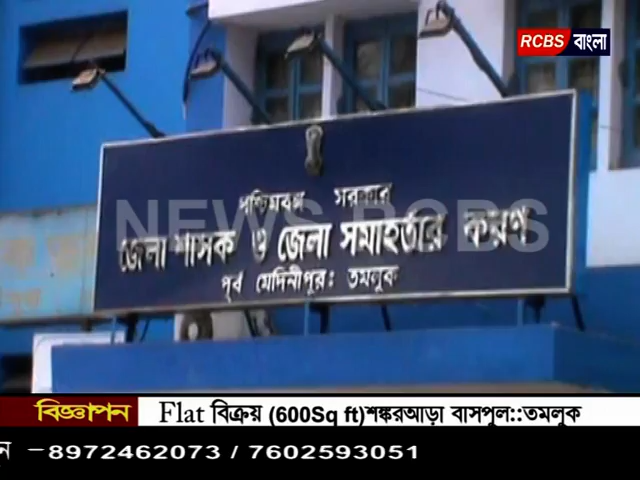 RCBS বাংলা
পশ্চিমবঙ্গ সরকার
জেলা শাসক ও জেলা সমাহর্তার করণ
পূর্ব মেদিনীপুর: তমলুক
NEWS RCBS
বিজ্ঞাপন Flat বিক্রয় (600Sq ft)শঙ্করআড়া বাসপুল::তমলুক
ন -8972462073 / 7602593051